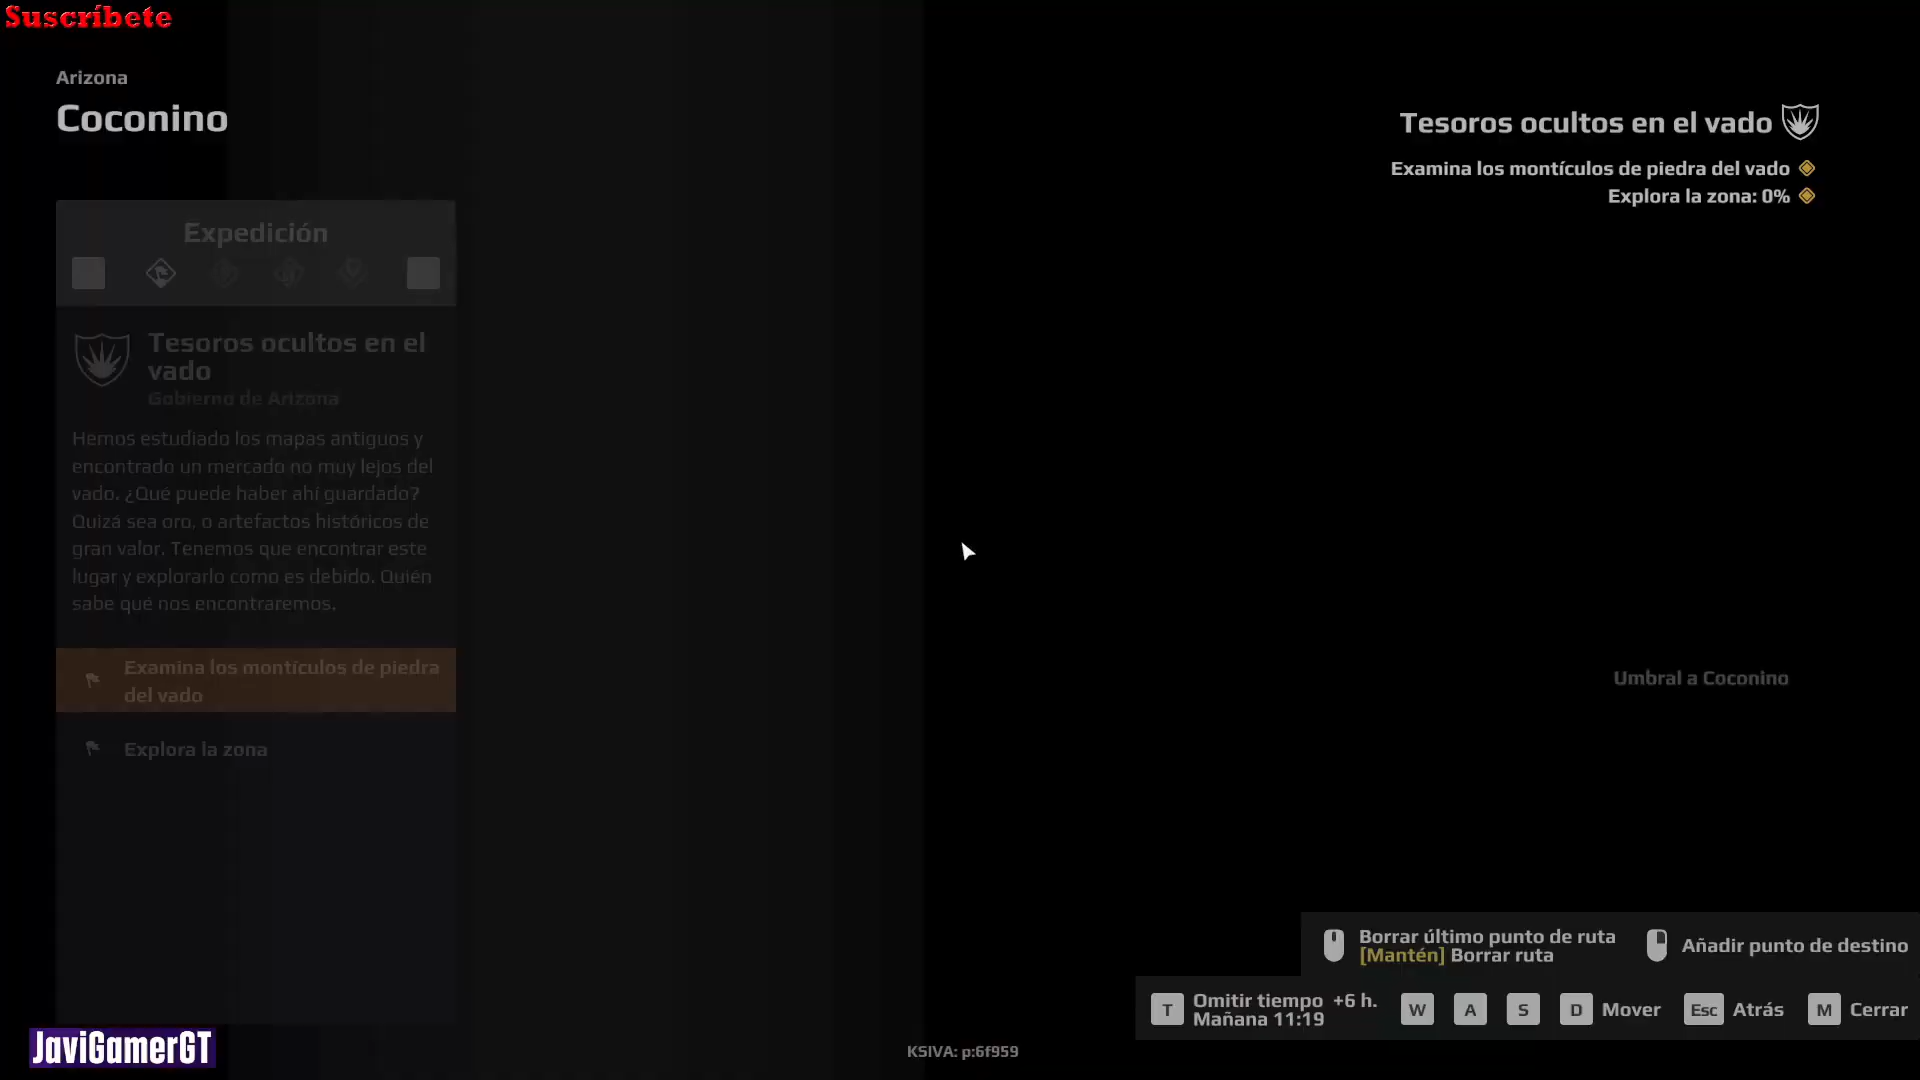 Suscríbete
Arizona
Coconino
Tesoros ocultos en el vado
Examina los montículos de piedra del vado
Explora la zona: 0%
Expedición
Tesoros ocultos en el
vado
Gobierno de Arizona
Hemos estudiado los mapas antiguos y
encontrado un mercado no muy lejos del
vado. ¿Qué puede haber ahí guardado?
Quizá sea oro, o artefactos históricos de
gran valor. Tenemos que encontrar este
lugar y explorarlo como es debido. Quién
sabe qué nos encontraremos.
Examina los montículos de piedra
del vado
Explora la zona
Umbral a Coconino
Borrar último punto de ruta
[Mantén] Borrar ruta
Añadir punto de destino
T Omitir tiempo +6 h.
Mañana 11:19
W A S D Mover Esc Atrás M Cerrar
JaviGamerGT
KSIVA: p:6f959